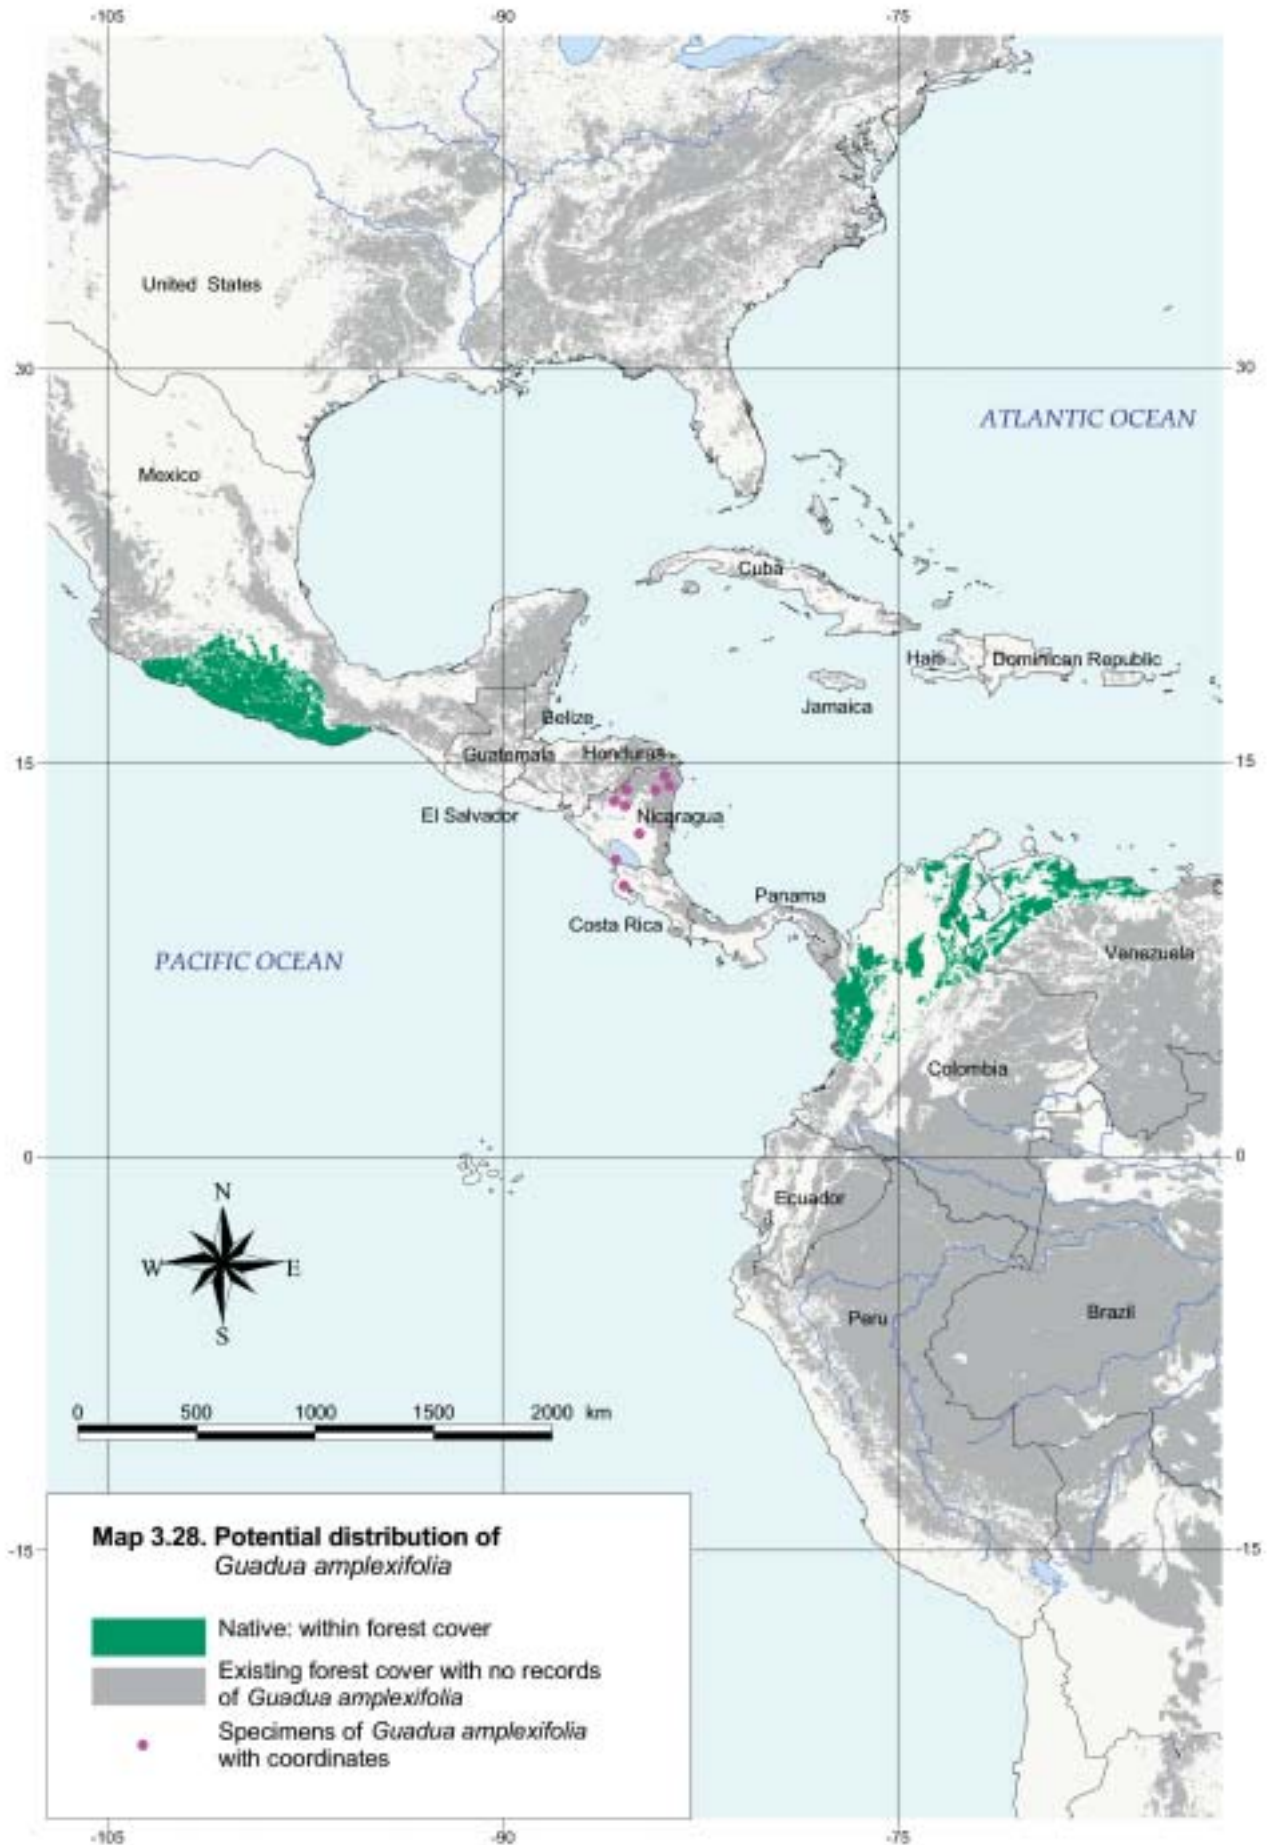 -105 -90 -75
United States
30 30
ATLANTIC OCEAN
Mexico
Cuba
Haiti Dominican Republic
Jamaica
Belize
Guatemala Honduras
15 15
El Salvador Nicaragua
Panama
Costa Rica
Venezuela
PACIFIC OCEAN
Colombia
0 0
Ecuador
N
W E
S
Peru Brazil
0 500 1000 1500 2000 km
Map 3.28. Potential distribution of
Guadua amplexifolia
-15 -15
Native: within forest cover
Existing forest cover with no records
of Guadua amplexifolia
Specimens of Guadua amplexifolia
with coordinates
-105 -90 -75